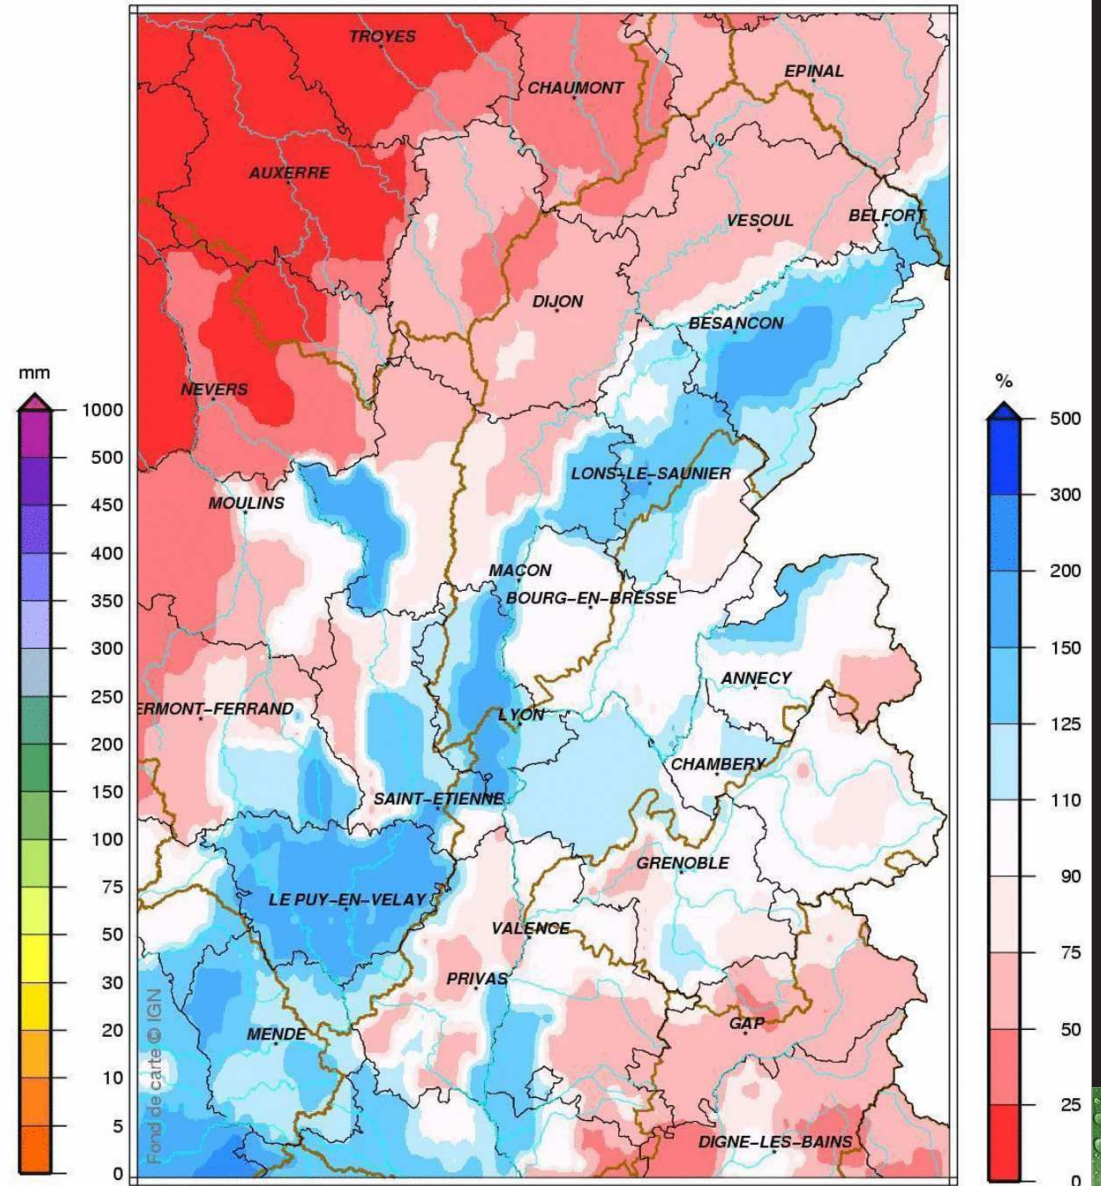 TROYES
EPINAL
CHAUMONT
AUXERRE
BELFORT
VESOUL
DIJON
BESANCON
NEVERS
LONS-LE-SAUNIER
MOULINS
MACON
BOURG-EN-BRESSE
ANNECY
ERMONT-FERRAND
LYON
CHAMBERY
SAINT-ETIENNE
GRENOBLE
LE PUY-EN-VELAY
VALENCE
PRIVAS
GAP
MENDE
DIGNE-LES-BAINS
Fond de carte © IGN
mm
1000
500
450
400
350
300
250
200
150
100
75
50
30
20
10
5
0
%
500
300
200
150
125
110
90
75
50
25
0